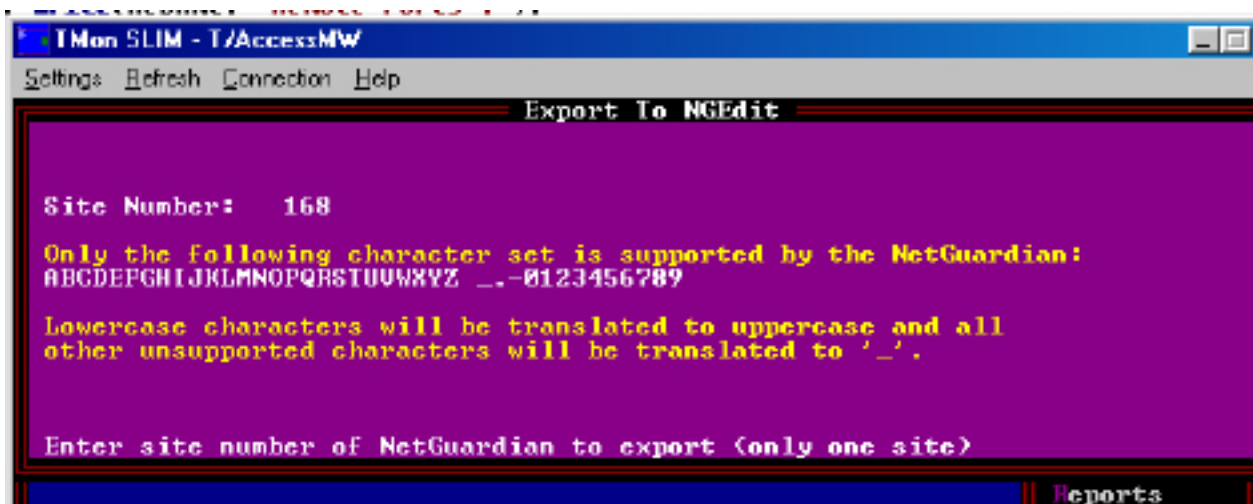 TMon SLIM - T/AccessMW
Settings Refresh Connection Help
Export To NGEdit
Site Number: 168
Only the following character set is supported by the NetGuardian:
ABCDEFGHIJKLMNOPQRSTUVWXYZ _.-0123456789
Lowercase characters will be translated to uppercase and all
other unsupported characters will be translated to '_'.
Enter site number of NetGuardian to export (only one site)
Reports